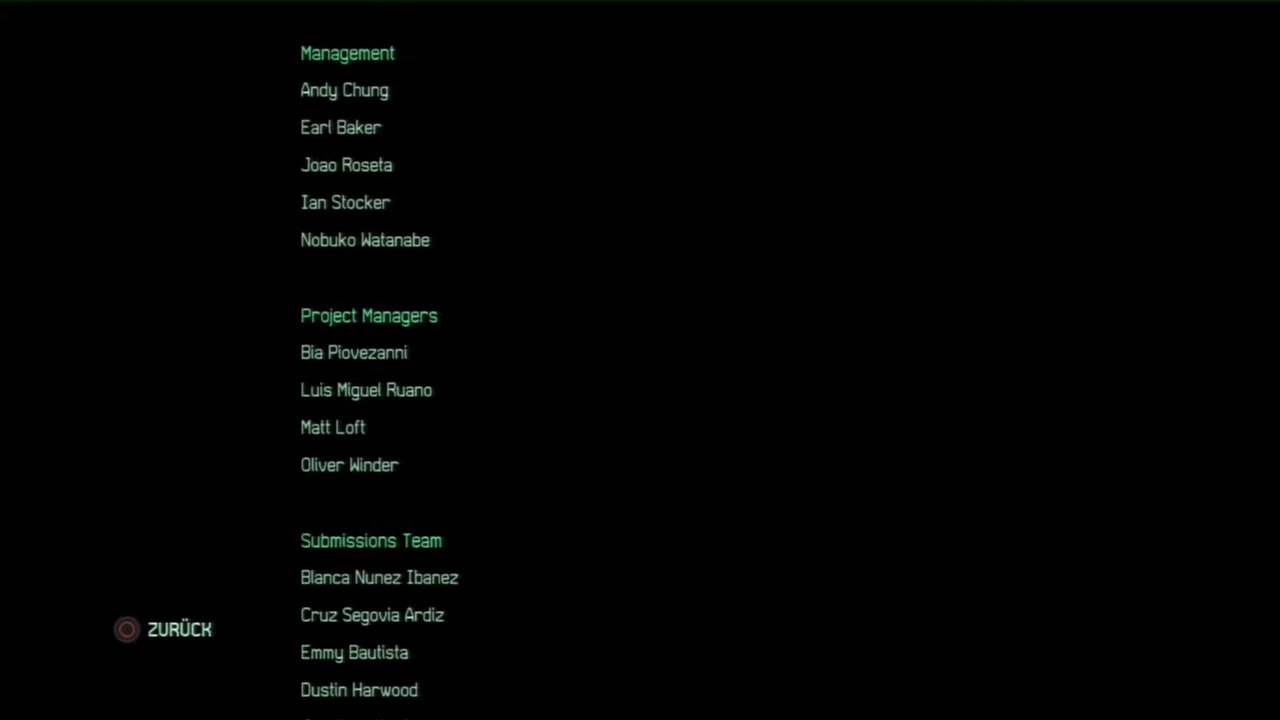 Management
Andy Chung
Earl Baker
Joao Roseta
Ian Stocker
Nobuko Watanabe
Project Managers
Bia Piovezanni
Luis Miguel Ruano
Matt Loft
Oliver Winder
Submissions Team
Blanca Nunez Ibanez
Cruz Segovia Ardiz
ZURÜCK
Emmy Bautista
Dustin Harwood